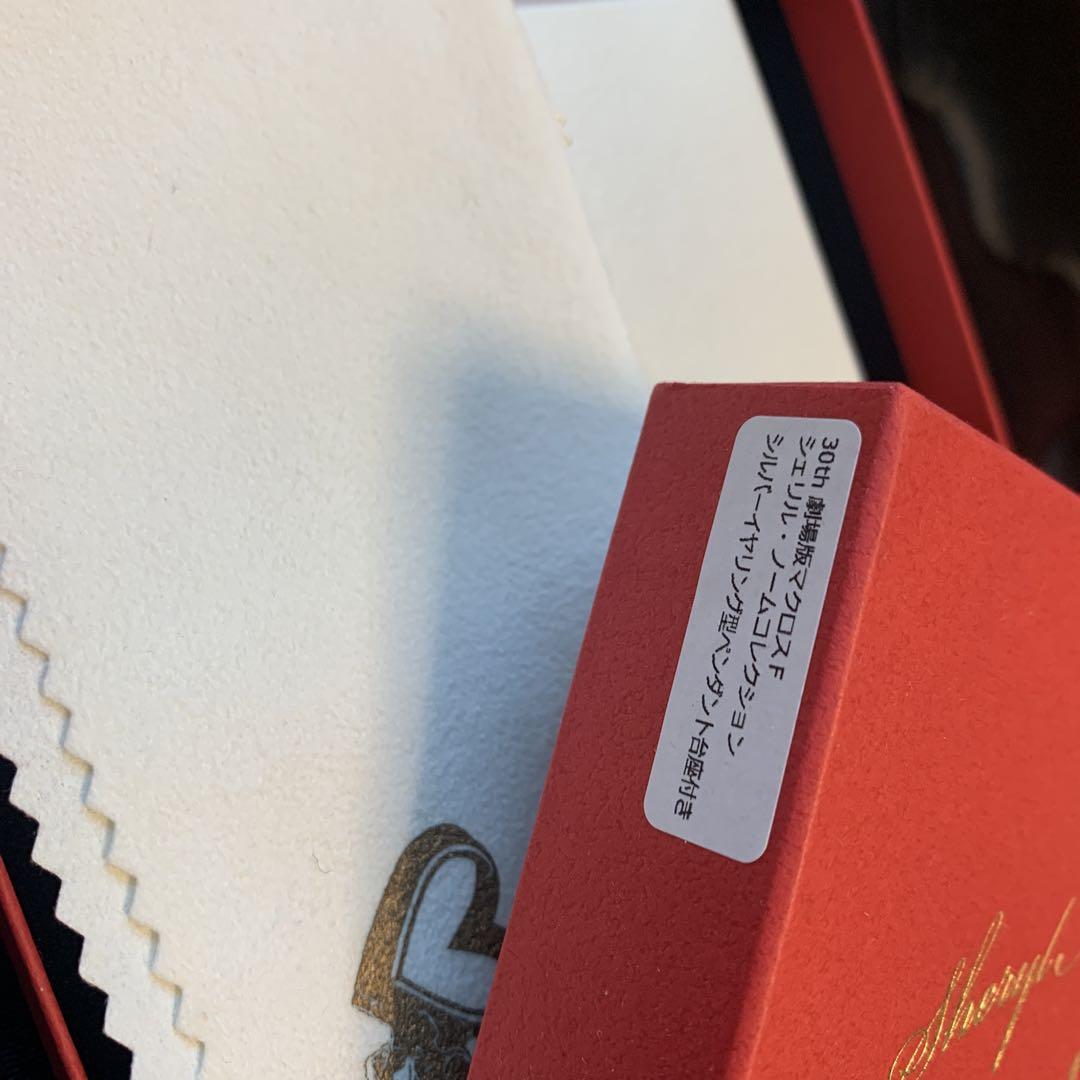 30th 劇場版マクロスF
シェリル・ノームコレクション
シルバーイヤリング型ペンダント台座付き
Sheryl